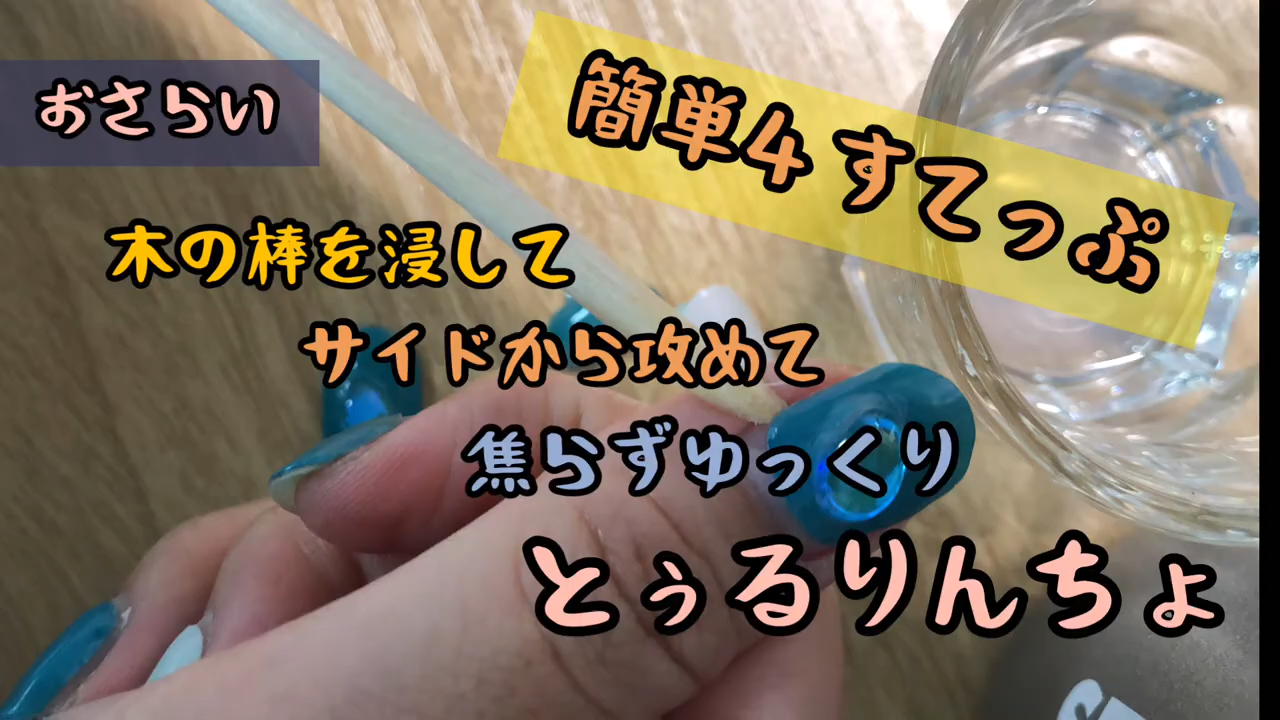 おさらい
簡単4すてっぷ
木の棒を浸して
サイドから攻めて
焦らずゆっくり
とぅるりんちょ